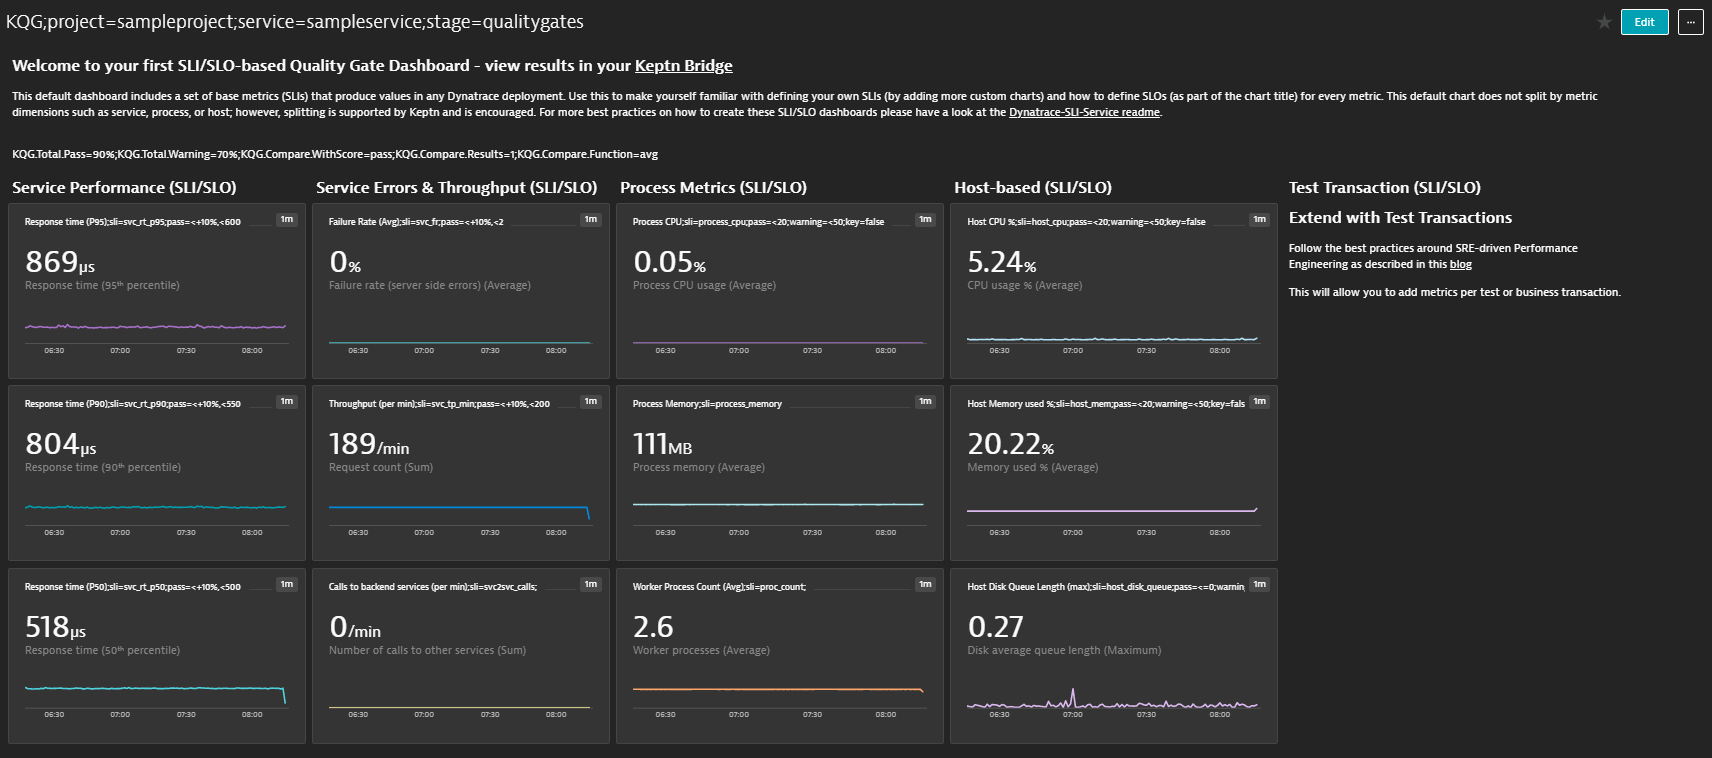 KQG;project=sampleproject;service=sampleservice;stage=qualitygates
Edit
...
Welcome to your first SLI/SLO-based Quality Gate Dashboard - view results in your Keptn Bridge
This default dashboard includes a set of base metrics (SLIs) that produce values in any Dynatrace deployment. Use this to make yourself familiar with defining your own SLIs (by adding more custom charts) and how to define SLOs (as part of the chart title) for every metric. This default chart does not split by metric
dimensions such as service, process, or host; however, splitting is supported by Keptn and is encouraged. For more best practices on how to create these SLI/SLO dashboards please have a look at the Dynatrace-SLI-Service readme.
KQG.Total.Pass=90%;KQG.Total.Warning=70%;KQG.Compare.WithScore=pass;KQG.Compare.Results=1;KQG.Compare.Function=avg
Service Performance (SLI/SLO)
Response time (P95);sli=svc_rt_p95;pass=<+10%,<600
1m
869µs
Response time (95th percentile)
06:30 07:00 07:30 08:00
Response time (P90);sli=svc_rt_p90;pass=<+10%,<550
1m
804µs
Response time (90th percentile)
06:30 07:00 07:30 08:00
Response time (P50);sli=svc_rt_p50;pass=<+10%,<500
1m
518µs
Response time (50th percentile)
06:30 07:00 07:30 08:00
Service Errors & Throughput (SLI/SLO)
Failure Rate (Avg);sli=svc_fr;pass=<+10%,<2
1m
0%
Failure rate (server side errors) (Average)
06:30 07:00 07:30 08:00
Throughput (per min);sli=svc_tp_min;pass=<+10%,<200
1m
189/min
Request count (Sum)
06:30 07:00 07:30 08:00
Calls to backend services (per min);sli=svc2svc_calls;
1m
0/min
Number of calls to other services (Sum)
06:30 07:00 07:30 08:00
Process Metrics (SLI/SLO)
Process CPU;sli=process_cpu;pass=<20;warning=<50;key=false
1m
0.05%
Process CPU usage (Average)
06:30 07:00 07:30 08:00
Process Memory;sli=process_memory
1m
111MB
Process memory (Average)
06:30 07:00 07:30 08:00
Worker Process Count (Avg);sli=proc_count;
1m
2.6
Worker processes (Average)
06:30 07:00 07:30 08:00
Host-based (SLI/SLO)
Host CPU %;sli=host_cpu;pass=<20;warning=<50;key=false
1m
5.24%
CPU usage % (Average)
06:30 07:00 07:30 08:00
Host Memory used %;sli=host_mem;pass=<20;warning=<50;key=fals
1m
20.22%
Memory used % (Average)
06:30 07:00 07:30 08:00
Host Disk Queue Length (max);sli=host_disk_queue;pass=<=0;warnin
1m
0.27
Disk average queue length (Maximum)
06:30 07:00 07:30 08:00
Test Transaction (SLI/SLO)
Extend with Test Transactions
Follow the best practices around SRE-driven Performance
Engineering as described in this blog
This will allow you to add metrics per test or business transaction.